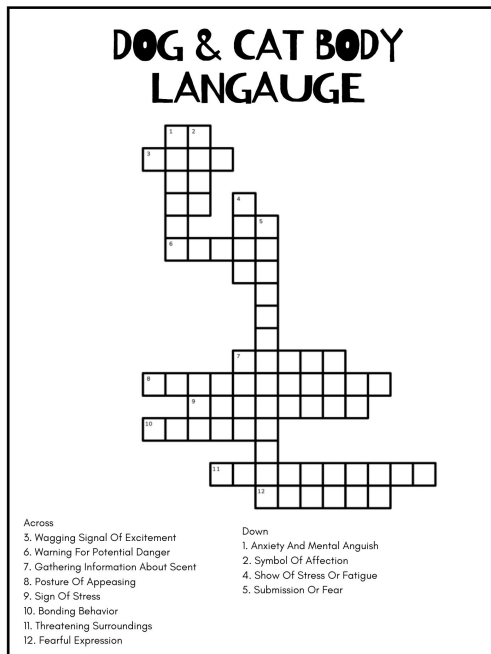 DOG & CAT BODY
LANGAUGE
1 2
3
4
5
6
7
8
9
10
11
12
Across
3. Wagging Signal Of Excitement
6. Warning For Potential Danger
7. Gathering Information About Scent
8. Posture Of Appeasing
9. Sign Of Stress
10. Bonding Behavior
11. Threatening Surroundings
12. Fearful Expression
Down
1. Anxiety And Mental Anguish
2. Symbol Of Affection
4. Show Of Stress Or Fatigue
5. Submission Or Fear